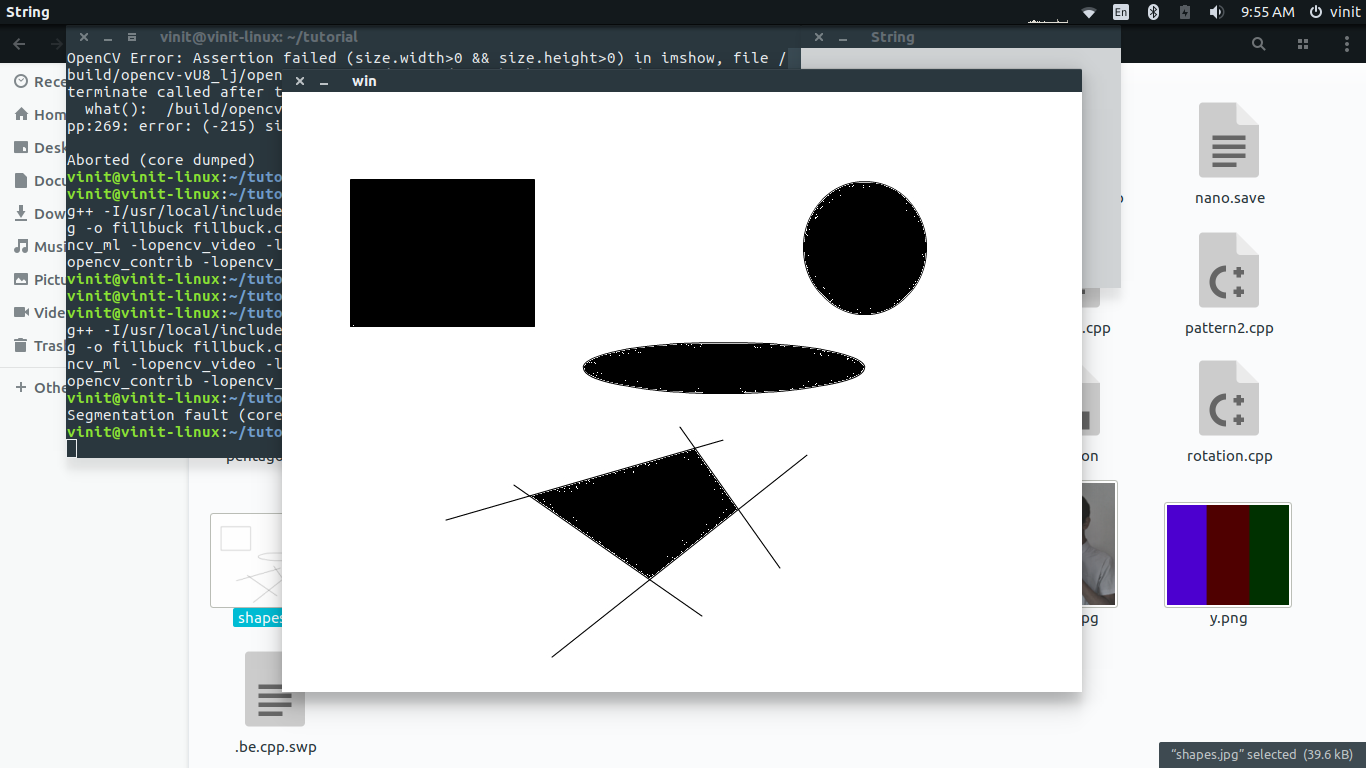 String
En
9:55 AM
vinit
vinit@vinit-linux: ~/tutorial
String
OpenCV Error: Assertion failed (size.width>0 && size.height>0) in imshow, file /
build/opencv-vU8_lj/open
terminate called after t
what(): /build/opencv
pp:269: error: (-215) si
Aborted (core dumped)
vinit@vinit-linux:~/tuto
vinit@vinit-linux:~/tuto
g++ -I/usr/local/include
g -o fillbuck fillbuck.c
ncv_ml -lopencv_video -l
opencv_contrib -lopencv_
vinit@vinit-linux:~/tuto
vinit@vinit-linux:~/tuto
vinit@vinit-linux:~/tuto
g++ -I/usr/local/include
g -o fillbuck fillbuck.c
ncv_ml -lopencv_video -l
opencv_contrib -lopencv_
vinit@vinit-linux:~/tuto
Segmentation fault (core
vinit@vinit-linux:~/tuto
win
Rece
Hom
Desk
Docu
Dow
Musi
Pictu
Vide
Tras
Othe
nano.save
.cpp
pattern2.cpp
on
rotation.cpp
pentago
shapes
pg
y.png
.be.cpp.swp
“shapes.jpg” selected (39.6 kB)